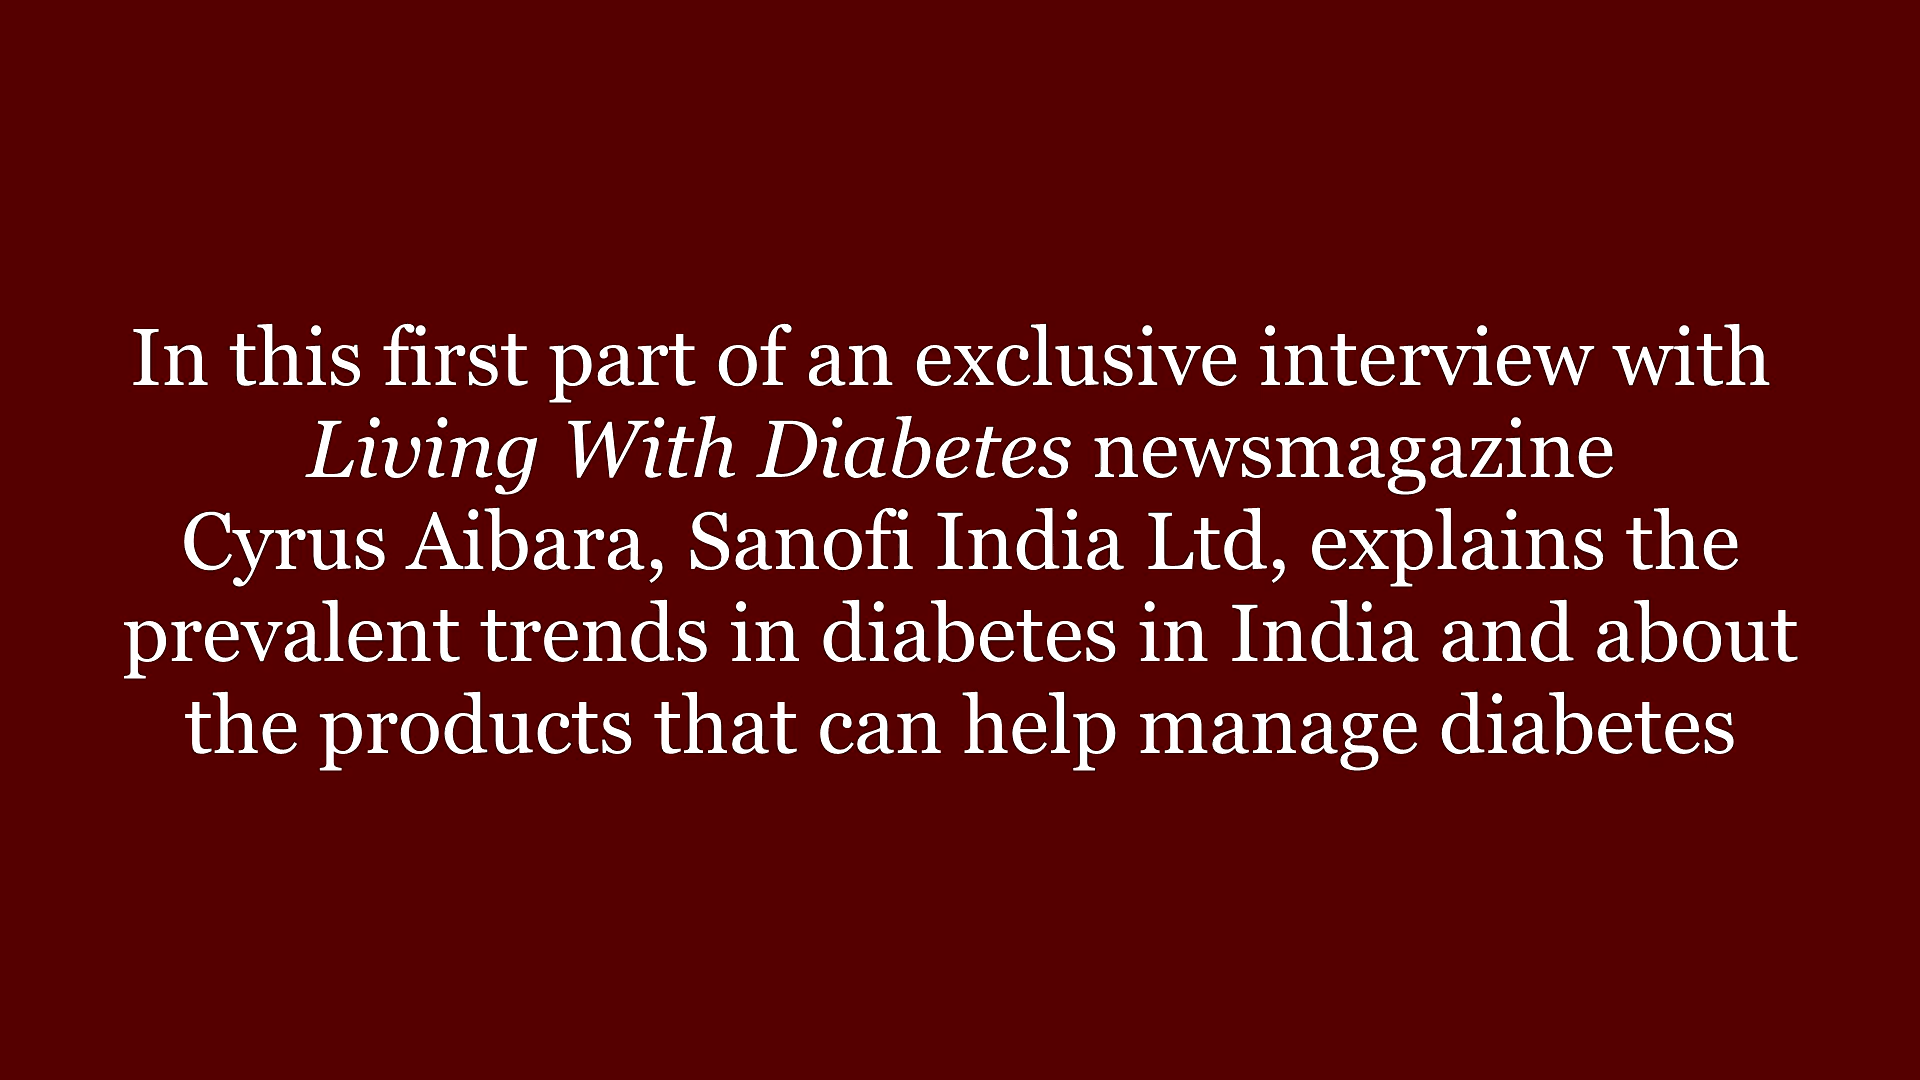 In this first part of an exclusive interview with
Living With Diabetes newsmagazine
Cyrus Aibara, Sanofi India Ltd, explains the
prevalent trends in diabetes in India and about
the products that can help manage diabetes